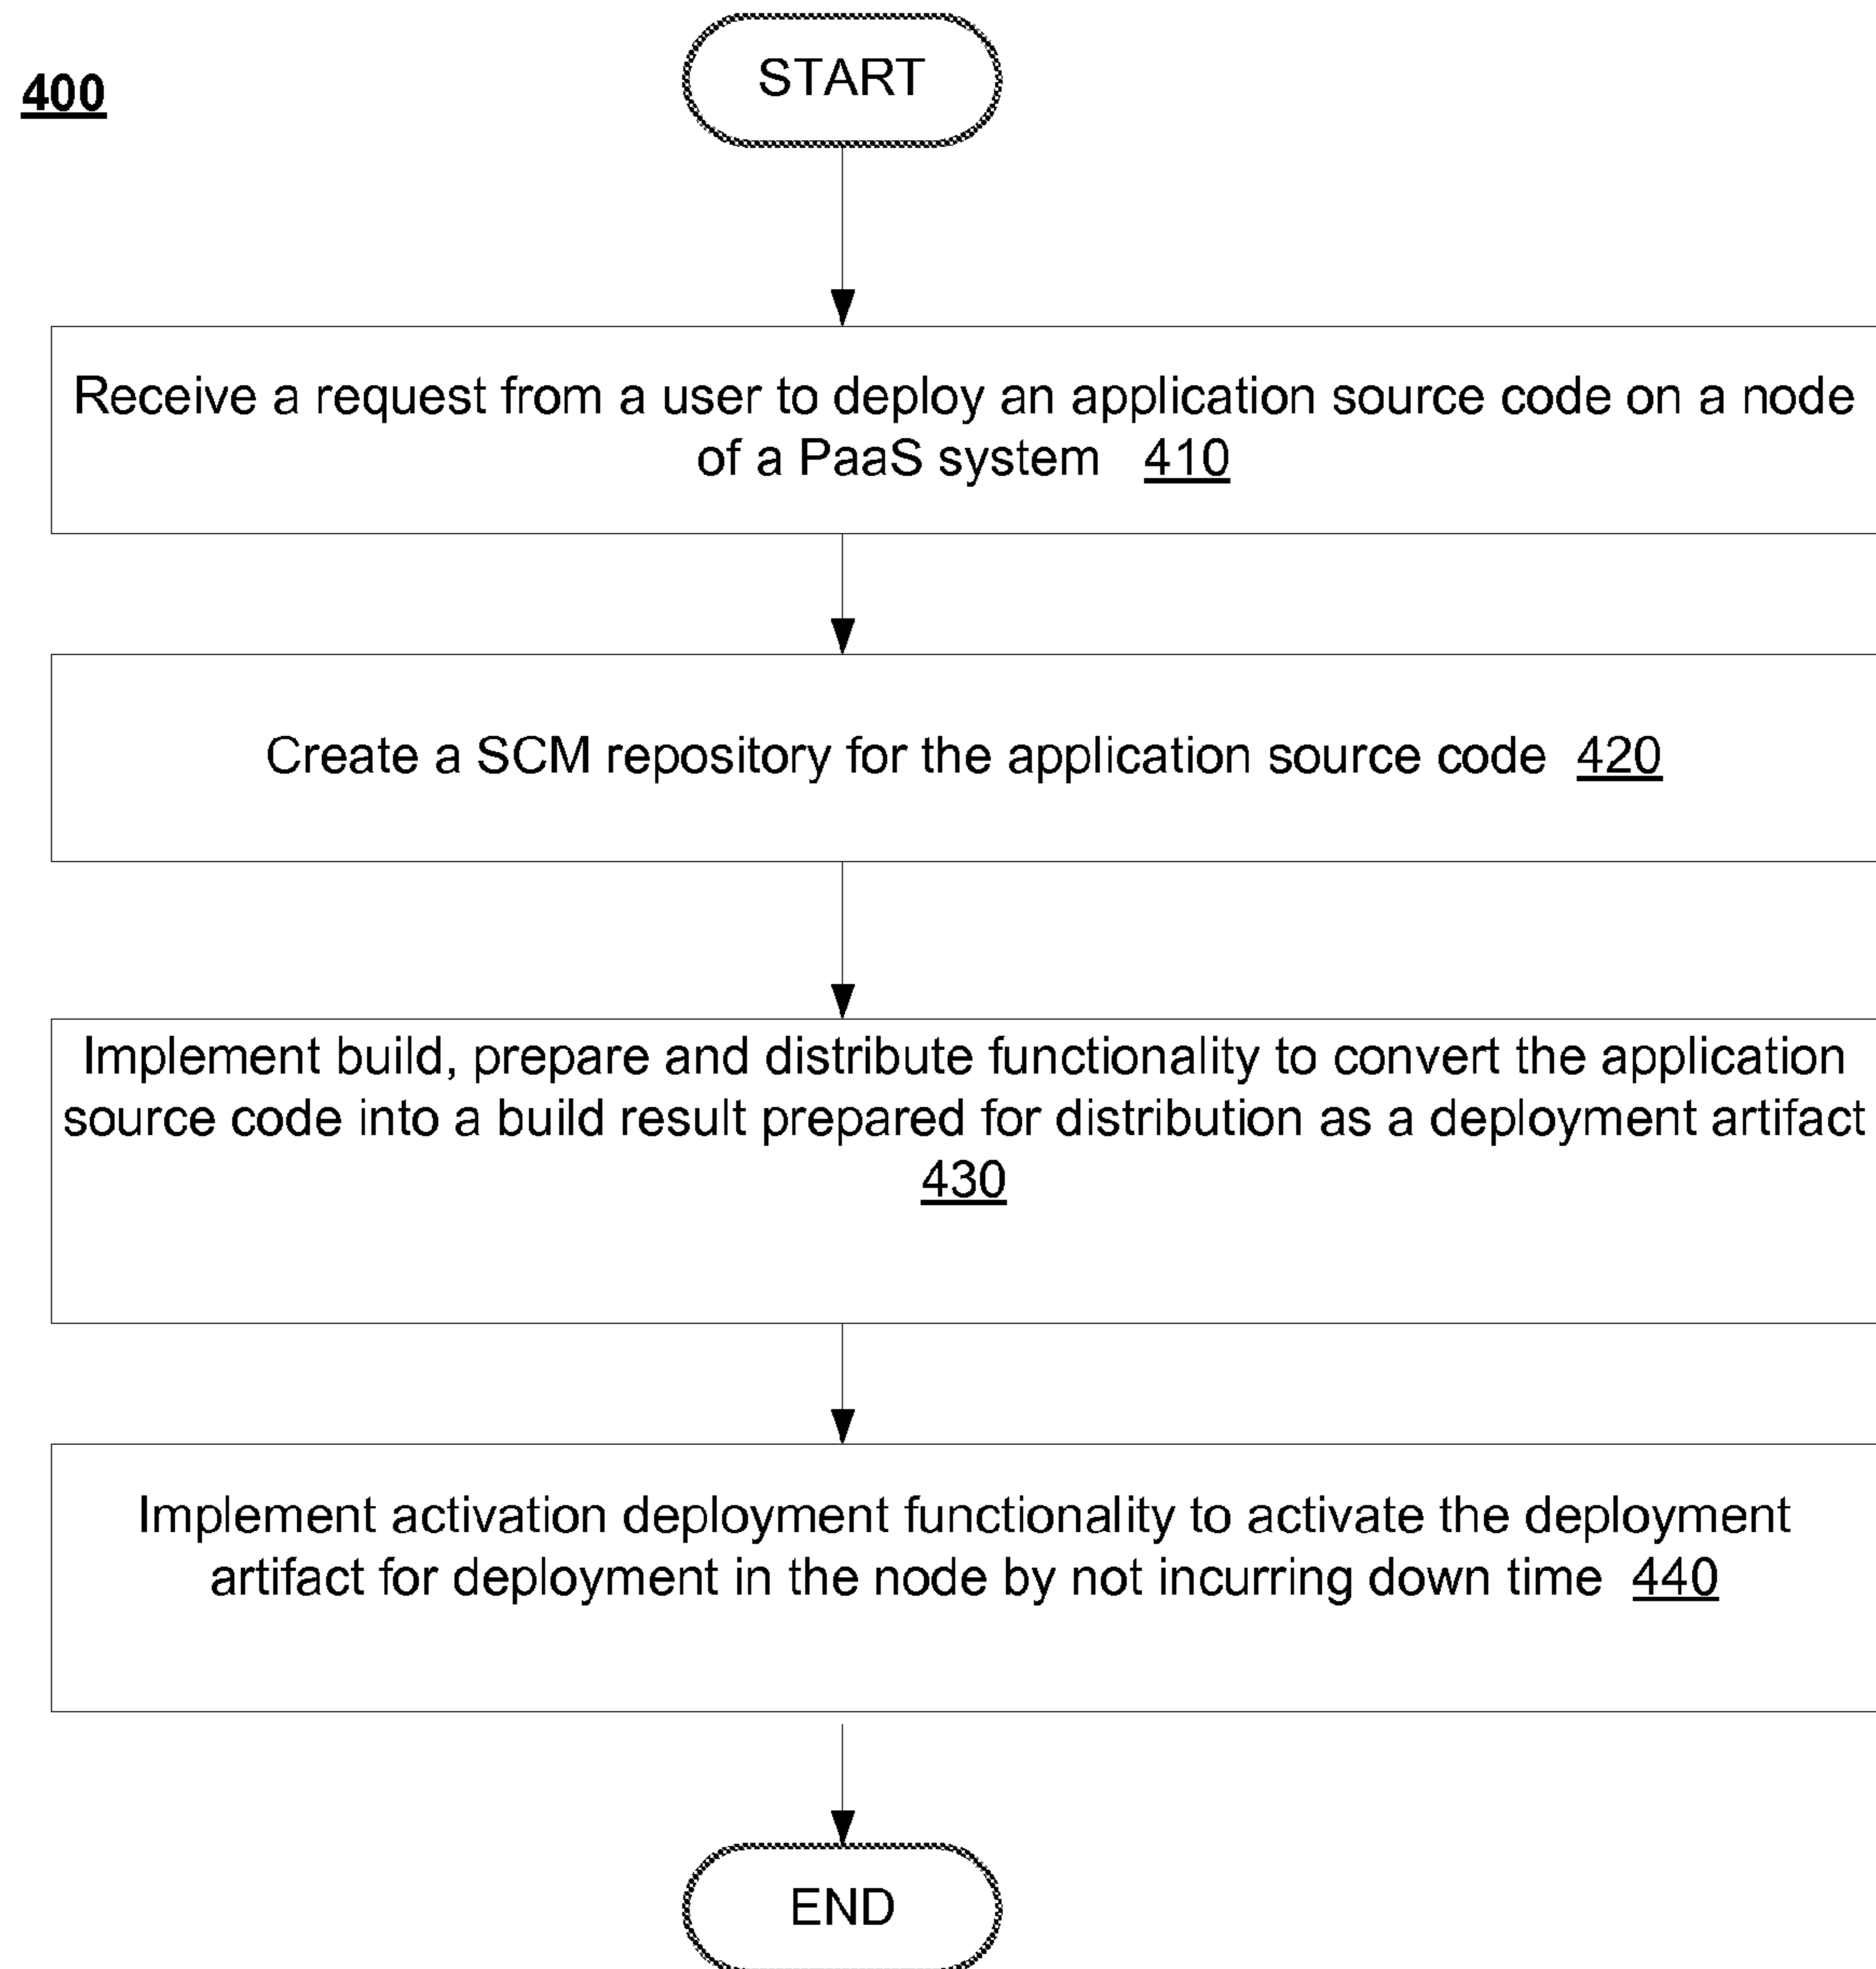 400
START
Receive a request from a user to deploy an application source code on a node
of a PaaS system 410
Create a SCM repository for the application source code 420
Implement build, prepare and distribute functionality to convert the application
source code into a build result prepared for distribution as a deployment artifact
430
Implement activation deployment functionality to activate the deployment
artifact for deployment in the node by not incurring down time 440
END